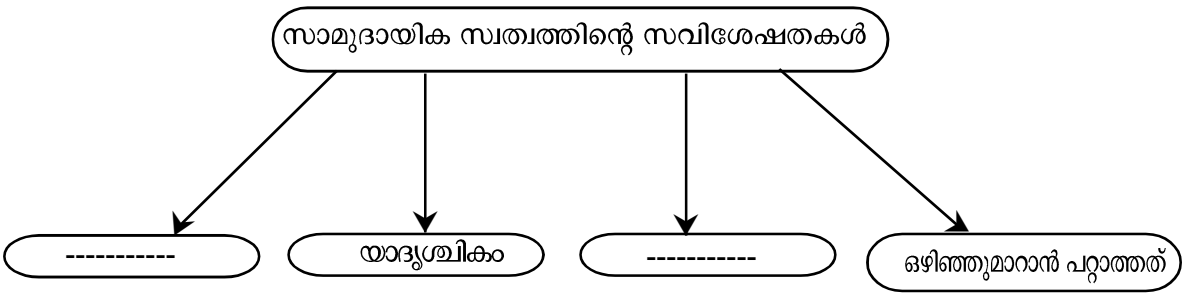 സാമുദായിക സ്വത്വത്തിന്റെ സവിശേഷതകൾ
-----------
യാദൃശ്ചികം
-----------
ഒഴിഞ്ഞുമാറാൻ പറ്റാത്തത്